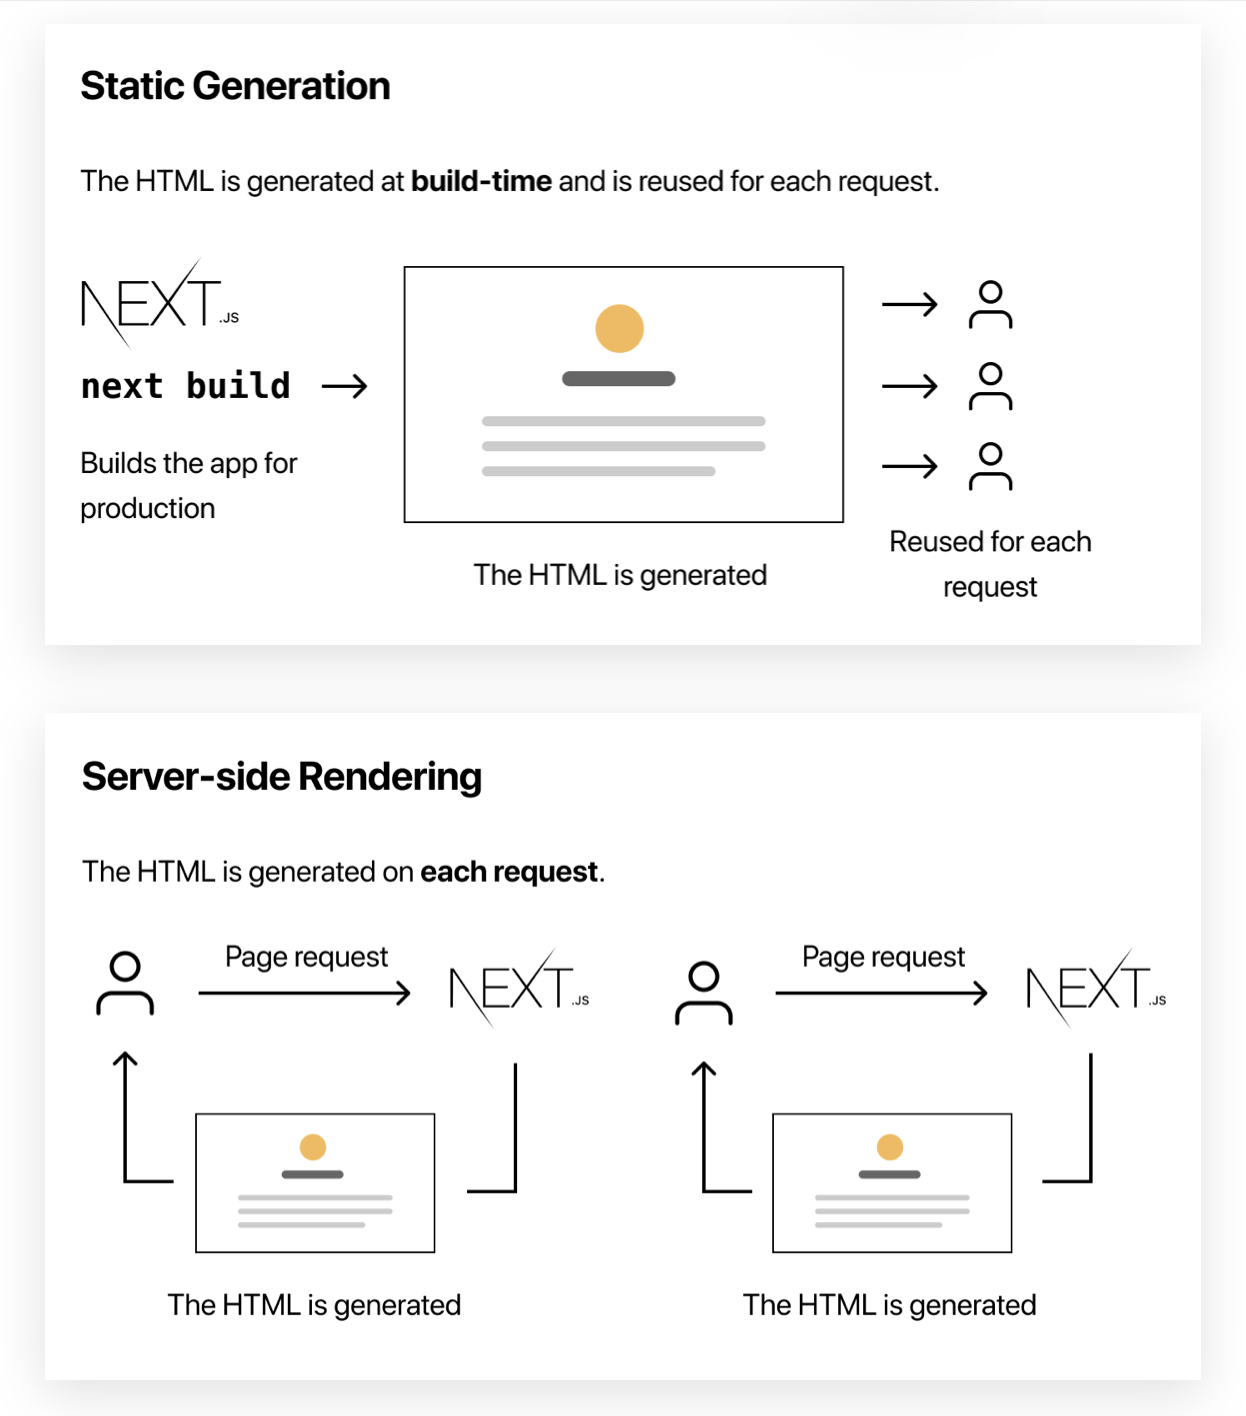 Static Generation
The HTML is generated at build-time and is reused for each request.
NEXT.JS
next build
Builds the app for
production
The HTML is generated
Reused for each
request
Server-side Rendering
The HTML is generated on each request.
Page request
NEXT.JS
The HTML is generated
Page request
NEXT.JS
The HTML is generated